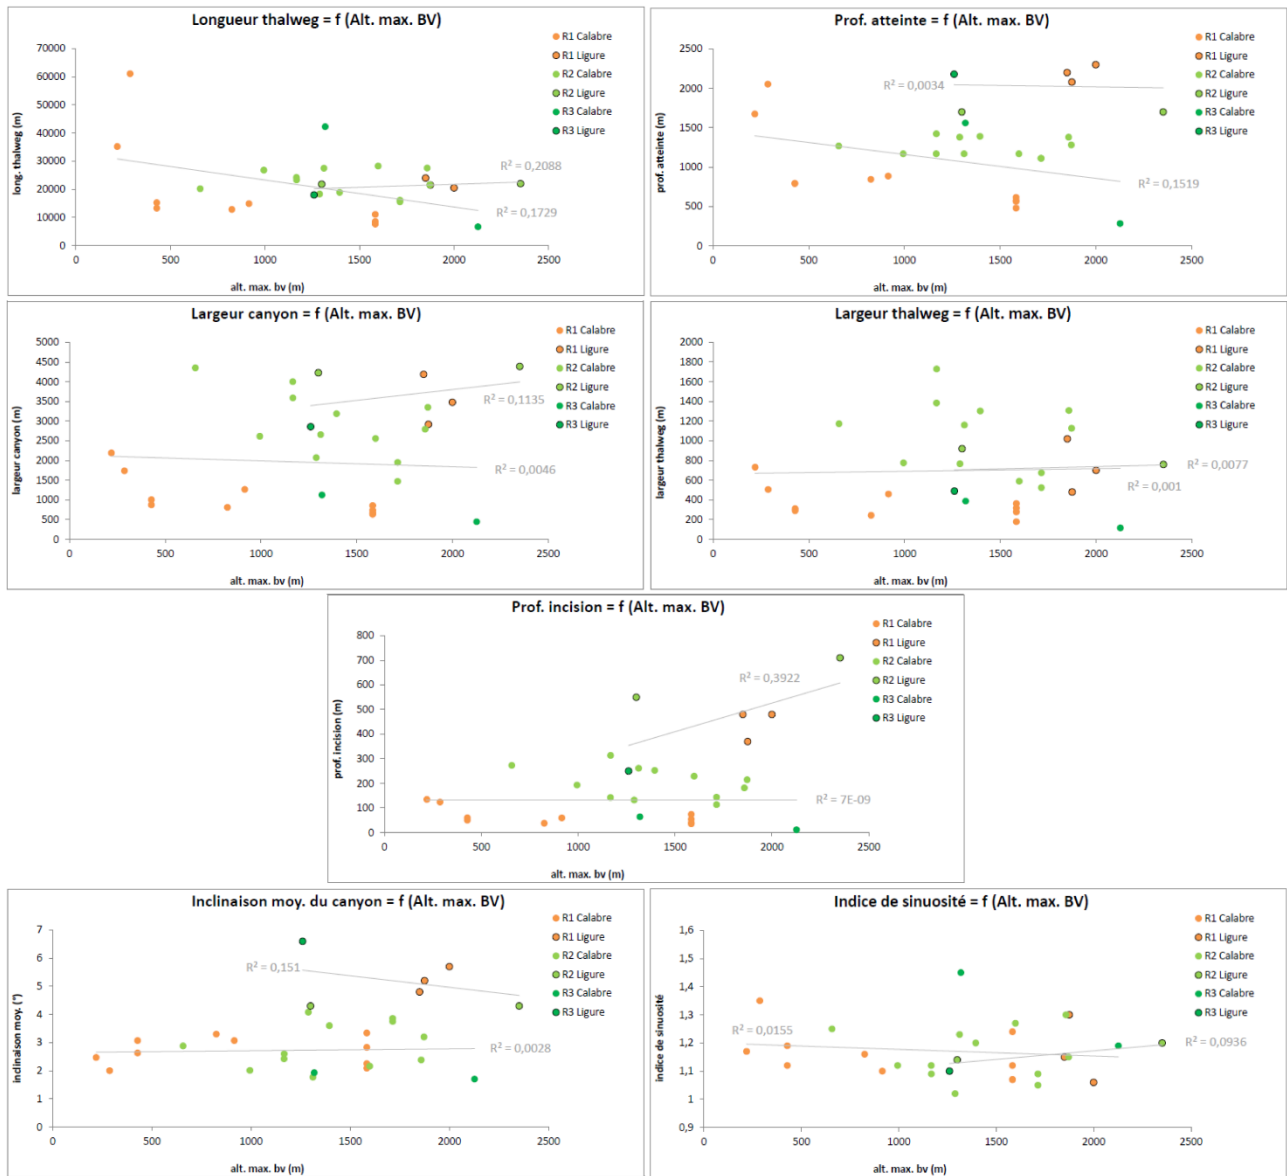 Longueur thalweg = f (Alt. max. BV)
70000
60000
50000
40000
30000
20000
10000
0
long. thalweg (m)
R² = 0,2088
R² = 0,1729
R1 Calabre
R1 Ligure
R2 Calabre
R2 Ligure
R3 Calabre
R3 Ligure
0 500 1000 1500 2000 2500
alt. max. bv (m)
Prof. atteinte = f (Alt. max. BV)
2500
2000
1500
1000
500
0
prof. atteinte (m)
R² = 0,0034
R² = 0,1519
R1 Calabre
R1 Ligure
R2 Calabre
R2 Ligure
R3 Calabre
R3 Ligure
0 500 1000 1500 2000 2500
alt. max. bv (m)
Largeur canyon = f (Alt. max. BV)
5000
4500
4000
3500
3000
2500
2000
1500
1000
500
0
largeur canyon (m)
R² = 0,1135
R² = 0,0046
R1 Calabre
R1 Ligure
R2 Calabre
R2 Ligure
R3 Calabre
R3 Ligure
0 500 1000 1500 2000 2500
alt. max. bv (m)
Largeur thalweg = f (Alt. max. BV)
2000
1800
1600
1400
1200
1000
800
600
400
200
0
largeur thalweg (m)
R² = 0,0077
R² = 0,001
R1 Calabre
R1 Ligure
R2 Calabre
R2 Ligure
R3 Calabre
R3 Ligure
0 500 1000 1500 2000 2500
alt. max. bv (m)
Prof. incision = f (Alt. max. BV)
800
700
600
500
400
300
200
100
0
prof. incision (m)
R² = 0,3922
R² = 7E-09
R1 Calabre
R1 Ligure
R2 Calabre
R2 Ligure
R3 Calabre
R3 Ligure
0 500 1000 1500 2000 2500
alt. max. bv (m)
Inclinaison moy. du canyon = f (Alt. max. BV)
7
6
5
4
3
2
1
0
inclinaison moy. (°)
R² = 0,151
R² = 0,0028
R1 Calabre
R1 Ligure
R2 Calabre
R2 Ligure
R3 Calabre
R3 Ligure
0 500 1000 1500 2000 2500
alt. max. bv (m)
Indice de sinuosité = f (Alt. max. BV)
1,6
1,5
1,4
1,3
1,2
1,1
1
0,9
indice de sinuosité
R² = 0,0155
R² = 0,0936
R1 Calabre
R1 Ligure
R2 Calabre
R2 Ligure
R3 Calabre
R3 Ligure
0 500 1000 1500 2000 2500
alt. max. bv (m)